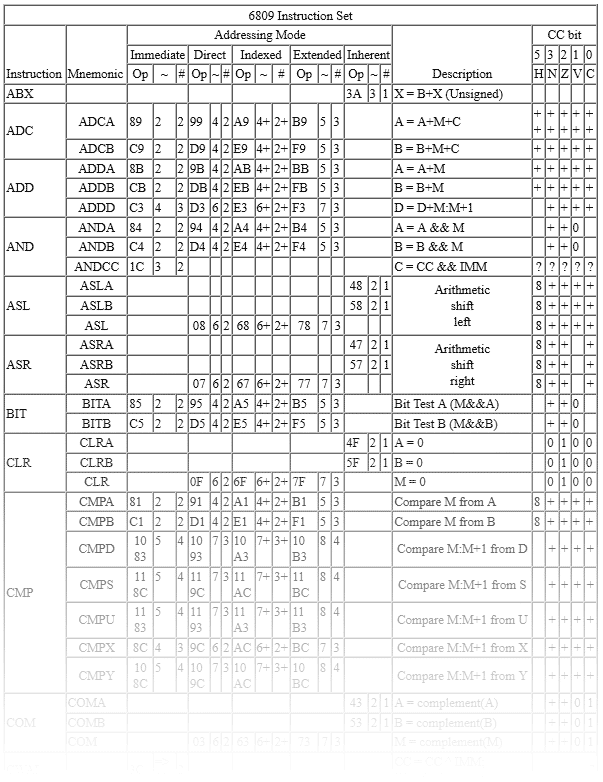 6809 Instruction Set
Addressing Mode CC bit
Immediate Direct Indexed Extended Inherent 5 3 2 1 0
Instruction Mnemonic Op ~ # Op ~ # Op ~ # Op ~ # Op ~ # Description H N Z V C
ABX 3A 3 1 X = B+X (Unsigned)
ADC ADCA 89 2 2 99 4 2 A9 4+ 2+ B9 5 3 A = A+M+C + + + + +
+ + + + +
ADCB C9 2 2 D9 4 2 E9 4+ 2+ F9 5 3 B = B+M+C + + + + +
ADD ADDA 8B 2 2 9B 4 2 AB 4+ 2+ BB 5 3 A = A+M + + + + +
ADDB CB 2 2 DB 4 2 EB 4+ 2+ FB 5 3 B = B+M + + + + +
ADDD C3 4 3 D3 6 2 E3 6+ 2+ F3 7 3 D = D+M:M+1 + + + +
AND ANDA 84 2 2 94 4 2 A4 4+ 2+ B4 5 3 A = A && M + + 0
ANDB C4 2 2 D4 4 2 E4 4+ 2+ F4 5 3 B = B && M + + 0
ANDCC 1C 3 2 C = CC && IMM ? ? ? ? ?
ASL ASLA 48 2 1 Arithmetic 8 + + + +
ASLB 58 2 1 shift 8 + + + +
ASL 08 6 2 68 6+ 2+ 78 7 3 left 8 + + + +
ASR ASRA 47 2 1 Arithmetic 8 + + +
ASRB 57 2 1 shift 8 + + +
ASR 07 6 2 67 6+ 2+ 77 7 3 right 8 + + +
BIT BITA 85 2 2 95 4 2 A5 4+ 2+ B5 5 3 Bit Test A (M&&A) + + 0
BITB C5 2 2 D5 4 2 E5 4+ 2+ F5 5 3 Bit Test B (M&&B) + + 0
CLR CLRA 4F 2 1 A = 0 0 1 0 0
CLRB 5F 2 1 B = 0 0 1 0 0
CLR 0F 6 2 6F 6+ 2+ 7F 7 3 M = 0 0 1 0 0
CMP CMPA 81 2 2 91 4 2 A1 4+ 2+ B1 5 3 Compare M from A 8 + + + +
CMPB C1 2 2 D1 4 2 E1 4+ 2+ F1 5 3 Compare M from B 8 + + + +
CMPD 10 5 4 10 7 3 10 7+ 3+ 10 8 4 Compare M:M+1 from D + + + +
83 93 A3 B3
CMPS 11 5 4 11 7 3 11 7+ 3+ 11 8 4 Compare M:M+1 from S + + + +
8C 9C AC BC
CMPU 11 5 4 11 7 3 11 7+ 3+ 11 8 4 Compare M:M+1 from U + + + +
83 93 A3 B3
CMPX 8C 4 3 9C 6 2 AC 6+ 2+ BC 7 3 Compare M:M+1 from X + + + +
CMPY 10 5 4 10 7 3 10 7+ 3+ 10 8 4 Compare M:M+1 from Y + + + +
8C 9C AC BC
COM COMA 43 2 1 A = complement(A) + + 0 1
COMB 53 2 1 B = complement(B) + + 0 1
COM 03 6 2 63 6+ 2+ 73 7 3 M = complement(M) + + 0 1